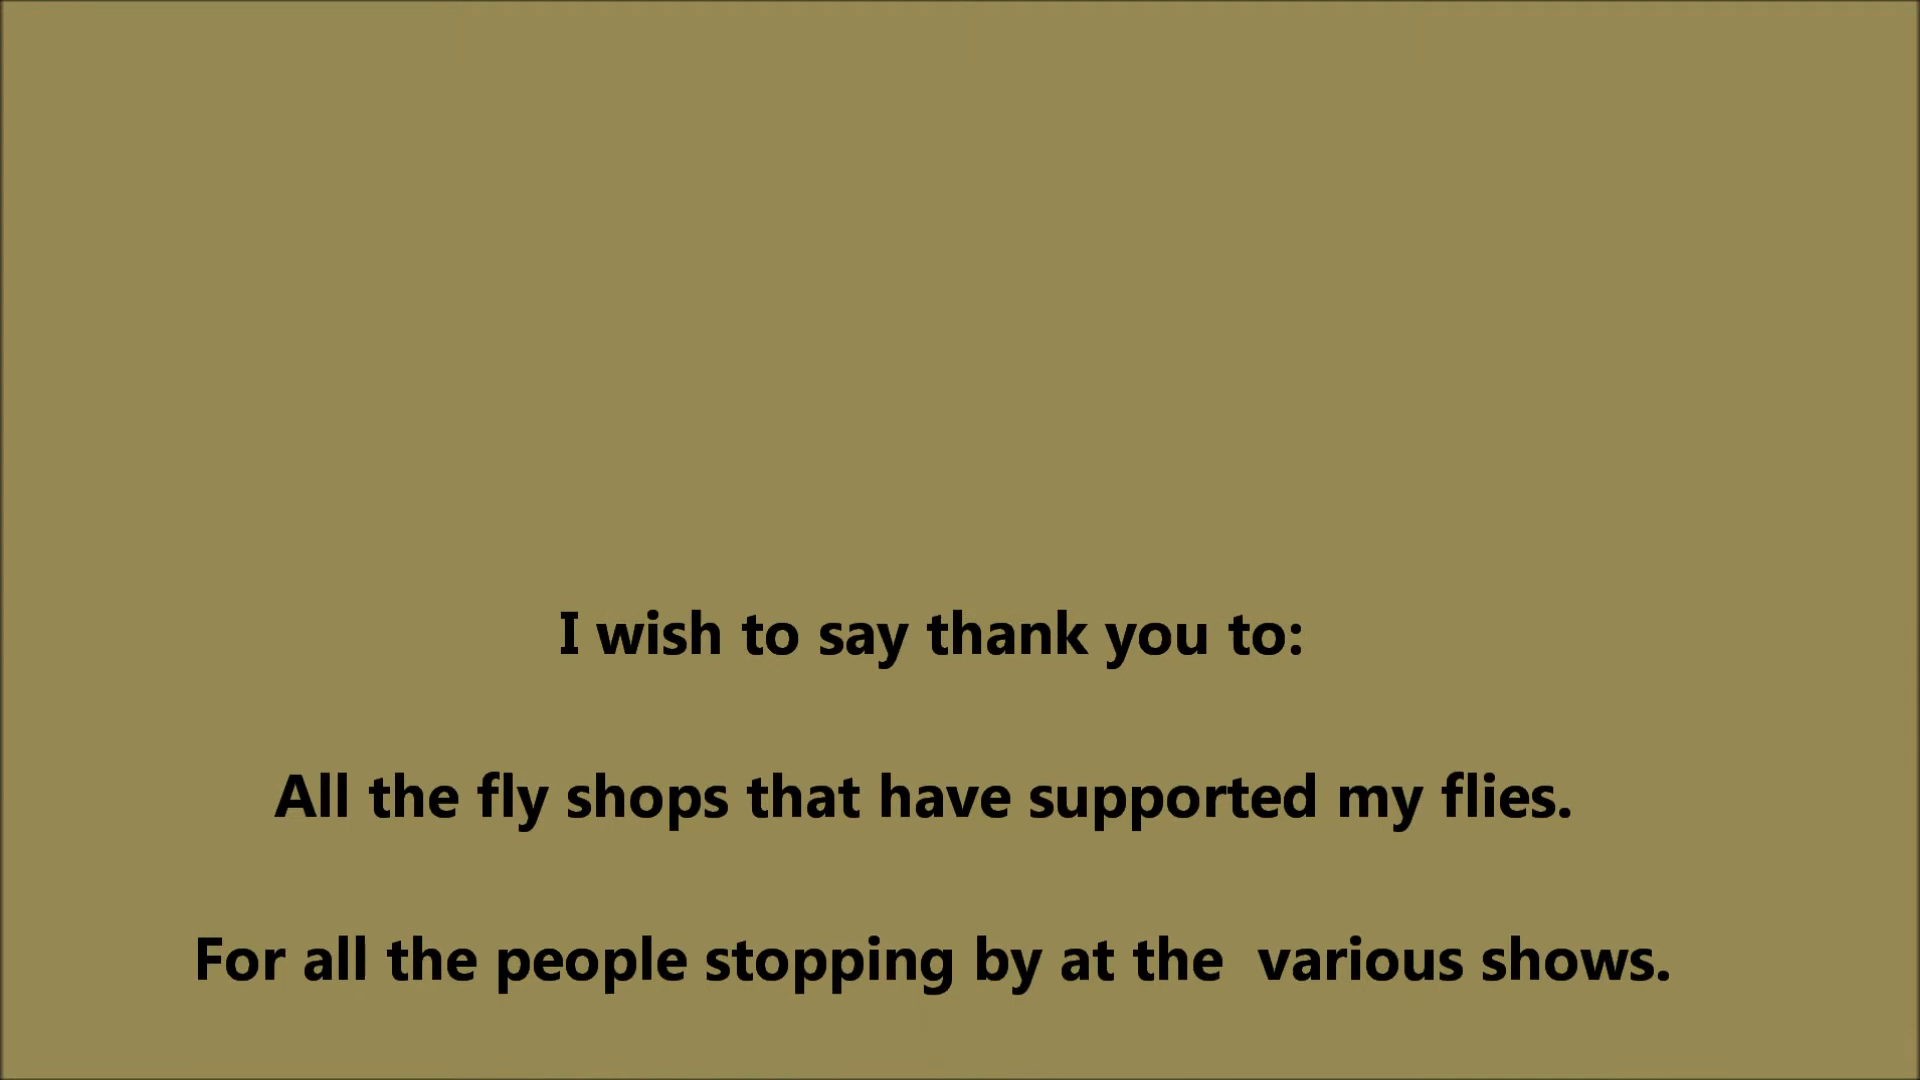 I wish to say thank you to:
All the fly shops that have supported my flies.
For all the people stopping by at the  various shows.